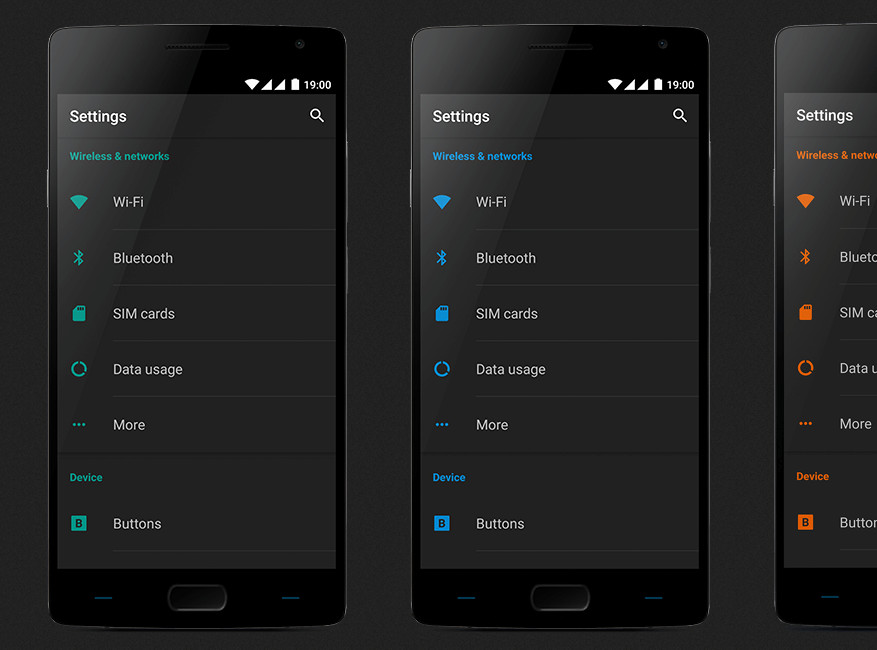 19:00
Settings
Wireless & networks
Wi-Fi
Bluetooth
SIM cards
Data usage
More
Device
B
Buttons
19:00
Settings
Wireless & networks
Wi-Fi
Bluetooth
SIM cards
Data usage
More
Device
B
Buttons
Settings
Wireless & netwo
Wi-Fi
Blueto
SIM ca
Data u
More
Device
B
Button